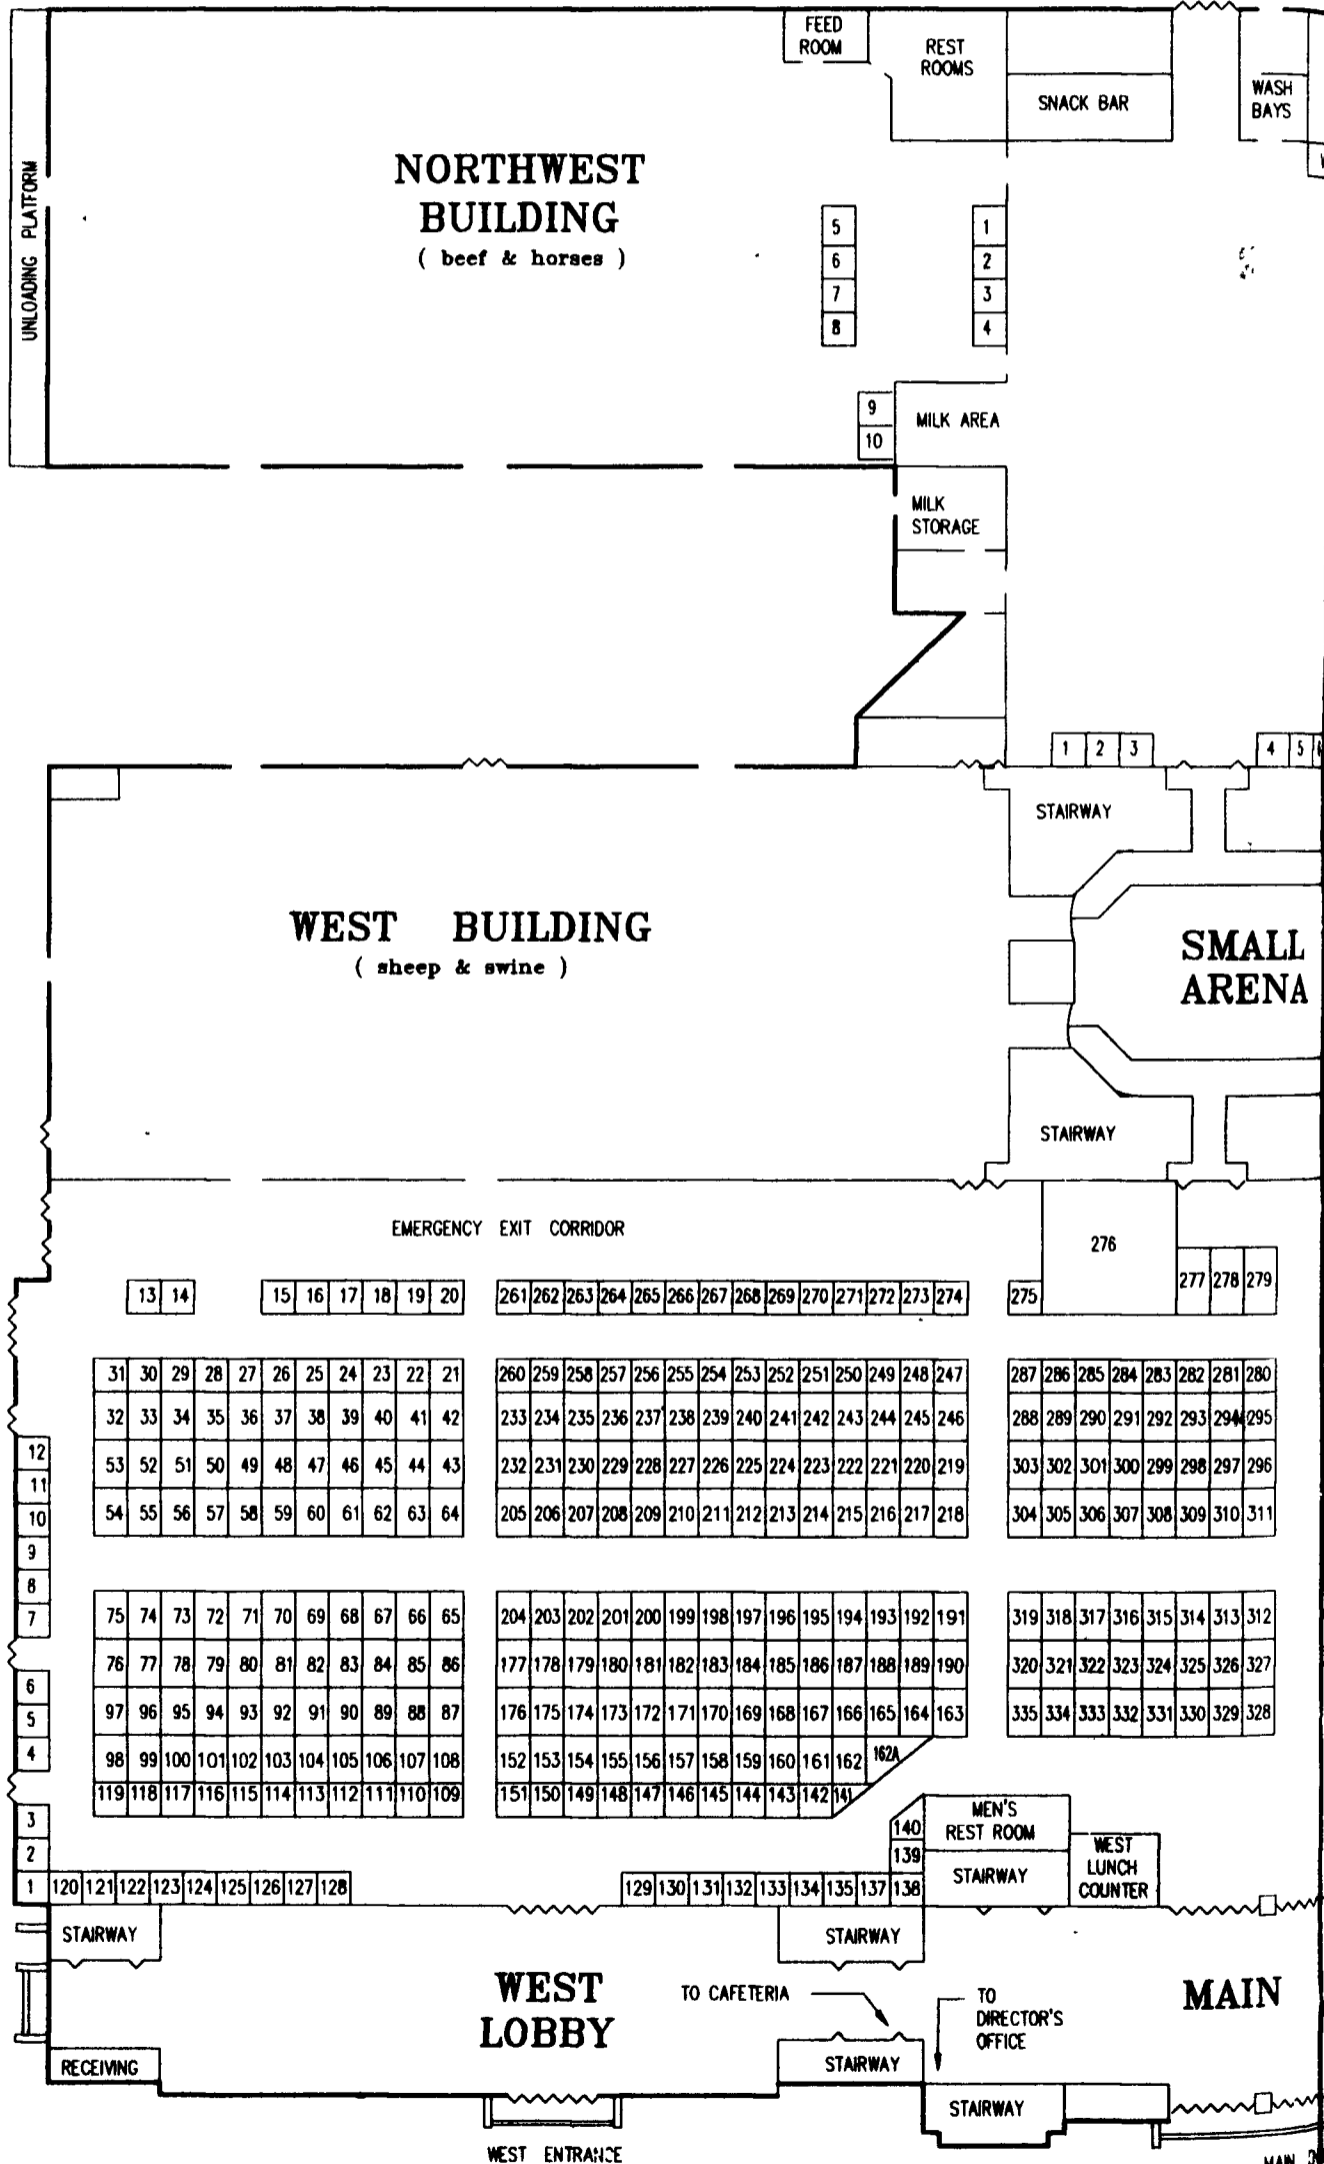 FEED
ROOM
REST
ROOMS
SNACK BAR
WASH
BAYS
UNLOADING PLATFORM
NORTHWEST
BUILDING
( beef & horses )
5 1
6 2
7 3
8 4
9
10
MILK AREA
MILK
STORAGE
1 2 3 4 5
STAIRWAY
WEST BUILDING
( sheep & swine )
SMALL
ARENA
STAIRWAY
EMERGENCY EXIT CORRIDOR
276
277 278 279
13 14 15 16 17 18 19 20 261 262 263 264 265 266 267 268 269 270 271 272 273 274 275
31 30 29 28 27 26 25 24 23 22 21 260 259 258 257 256 255 254 253 252 251 250 249 248 247 287 286 285 284 283 282 281 280
32 33 34 35 36 37 38 39 40 41 42 233 234 235 236 237 238 239 240 241 242 243 244 245 246 288 289 290 291 292 293 294 295
12
53 52 51 50 49 48 47 46 45 44 43 232 231 230 229 228 227 226 225 224 223 222 221 220 219 303 302 301 300 299 298 297 296
11
10
54 55 56 57 58 59 60 61 62 63 64 205 206 207 208 209 210 211 212 213 214 215 216 217 218 304 305 306 307 308 309 310 311
9
8
7
75 74 73 72 71 70 69 68 67 66 65 204 203 202 201 200 199 198 197 196 195 194 193 192 191 319 318 317 316 315 314 313 312
76 77 78 79 80 81 82 83 84 85 86 177 178 179 180 181 182 183 184 185 186 187 188 189 190 320 321 322 323 324 325 326 327
6
5
97 96 95 94 93 92 91 90 89 88 87 176 175 174 173 172 171 170 169 168 167 166 165 164 163 335 334 333 332 331 330 329 328
4
98 99 100 101 102 103 104 105 106 107 108 152 153 154 155 156 157 158 159 160 161 162 162A
119 118 117 116 115 114 113 112 111 110 109 151 150 149 148 147 146 145 144 143 142 141
3
2
1
140
139
MEN'S
REST ROOM
STAIRWAY
WEST
LUNCH
COUNTER
120 121 122 123 124 125 126 127 128 129 130 131 132 133 134 135 137 138
STAIRWAY
STAIRWAY
WEST
LOBBY
TO CAFETERIA
TO
DIRECTOR'S
OFFICE
MAIN
RECEIVING
STAIRWAY
STAIRWAY
WEST ENTRANCE
MAIN